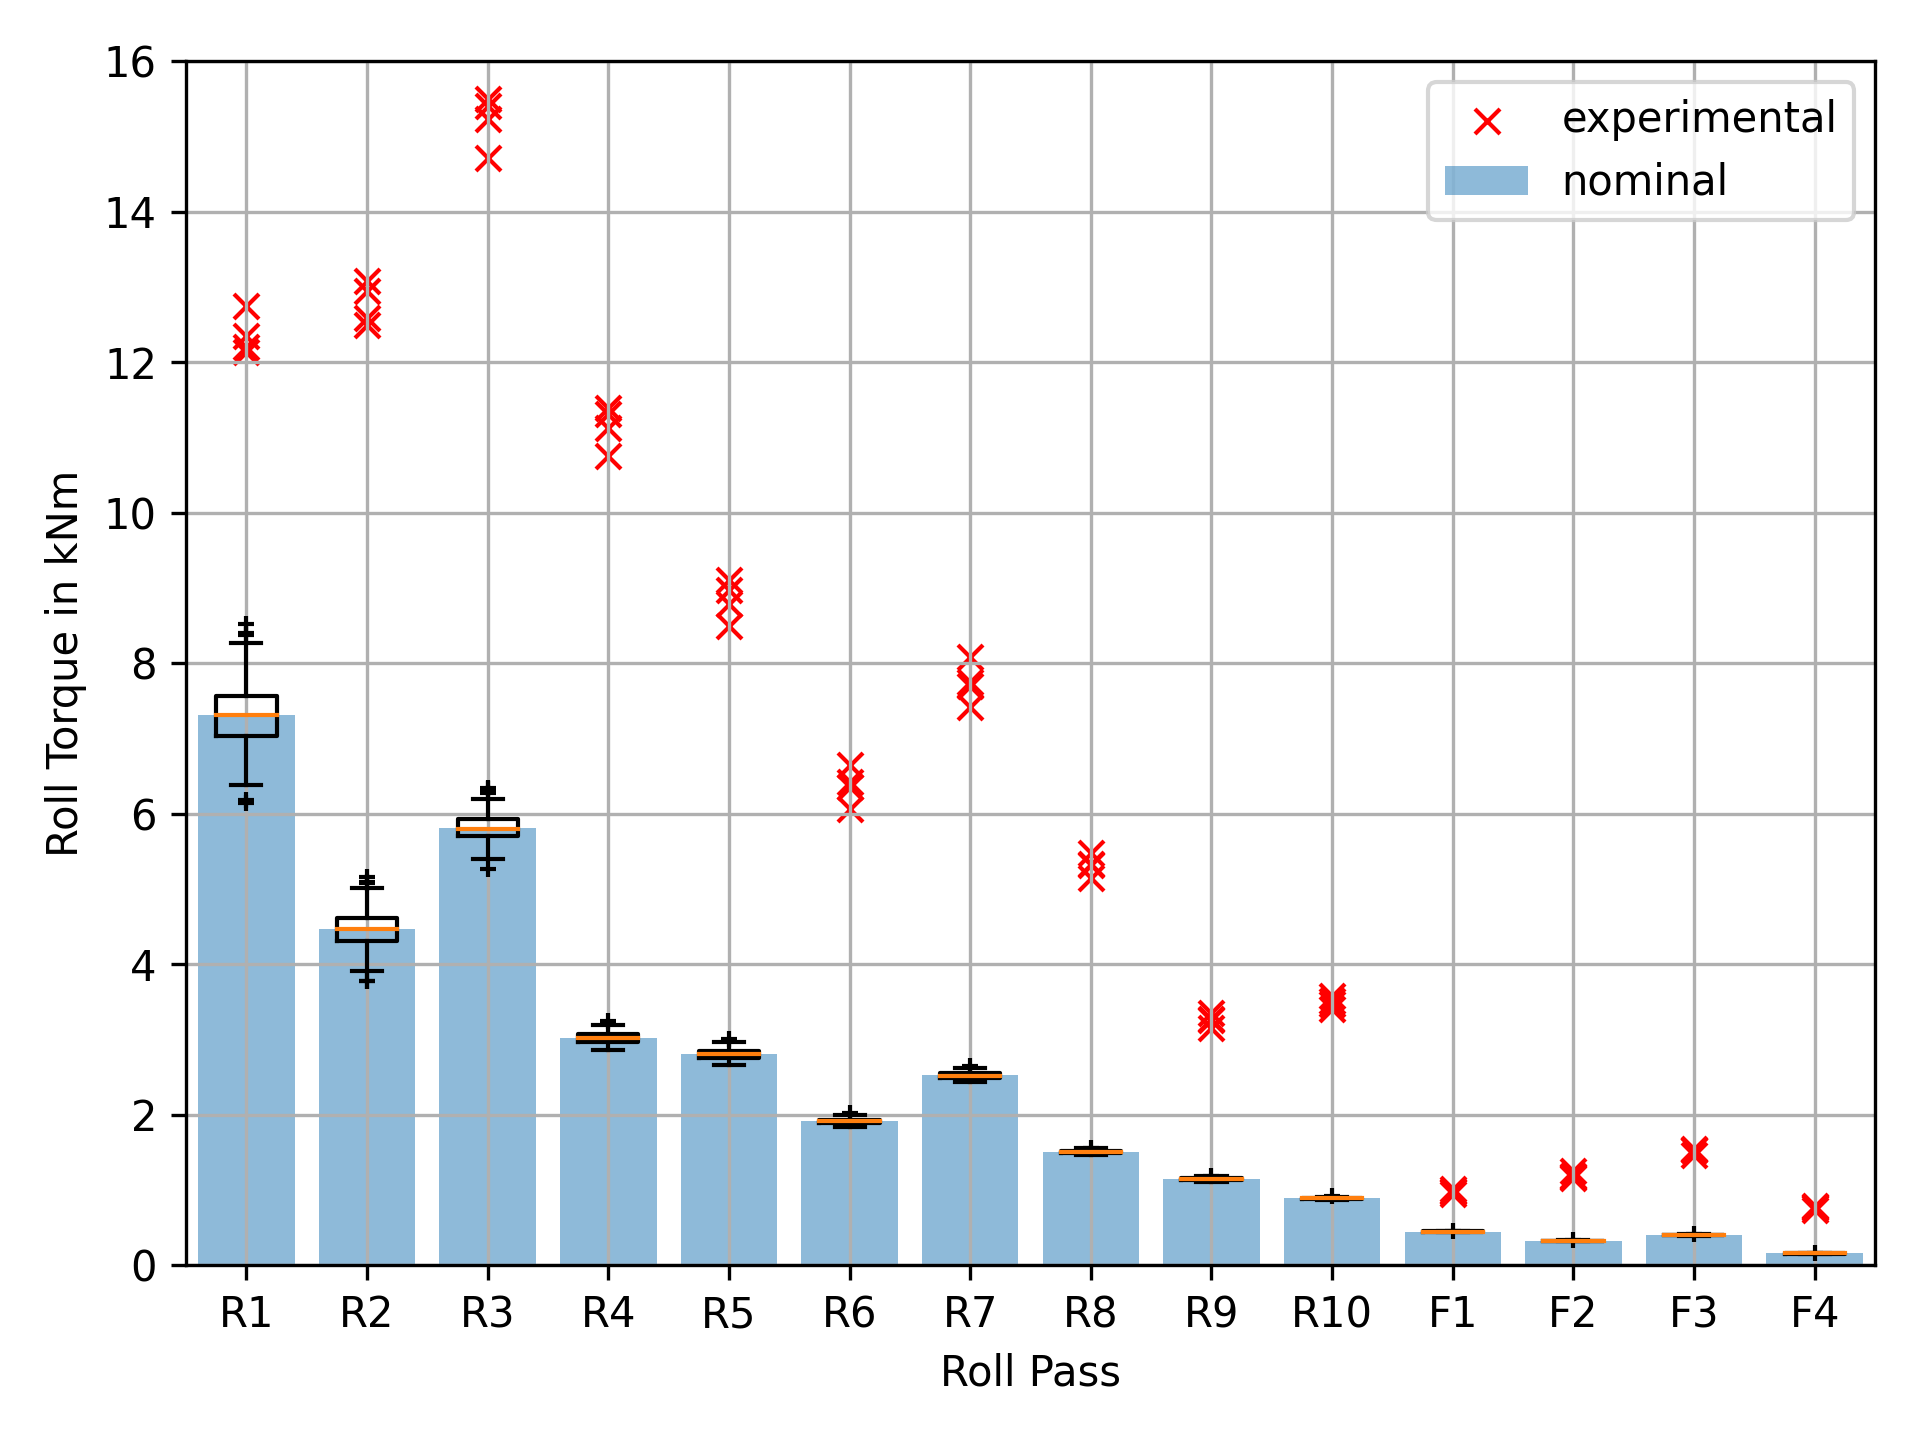 16
14
12
10
8
6
4
2
0
Roll Torque in kNm
experimental
nominal
R1 R2 R3 R4 R5 R6 R7 R8 R9 R10 F1 F2 F3 F4
Roll Pass